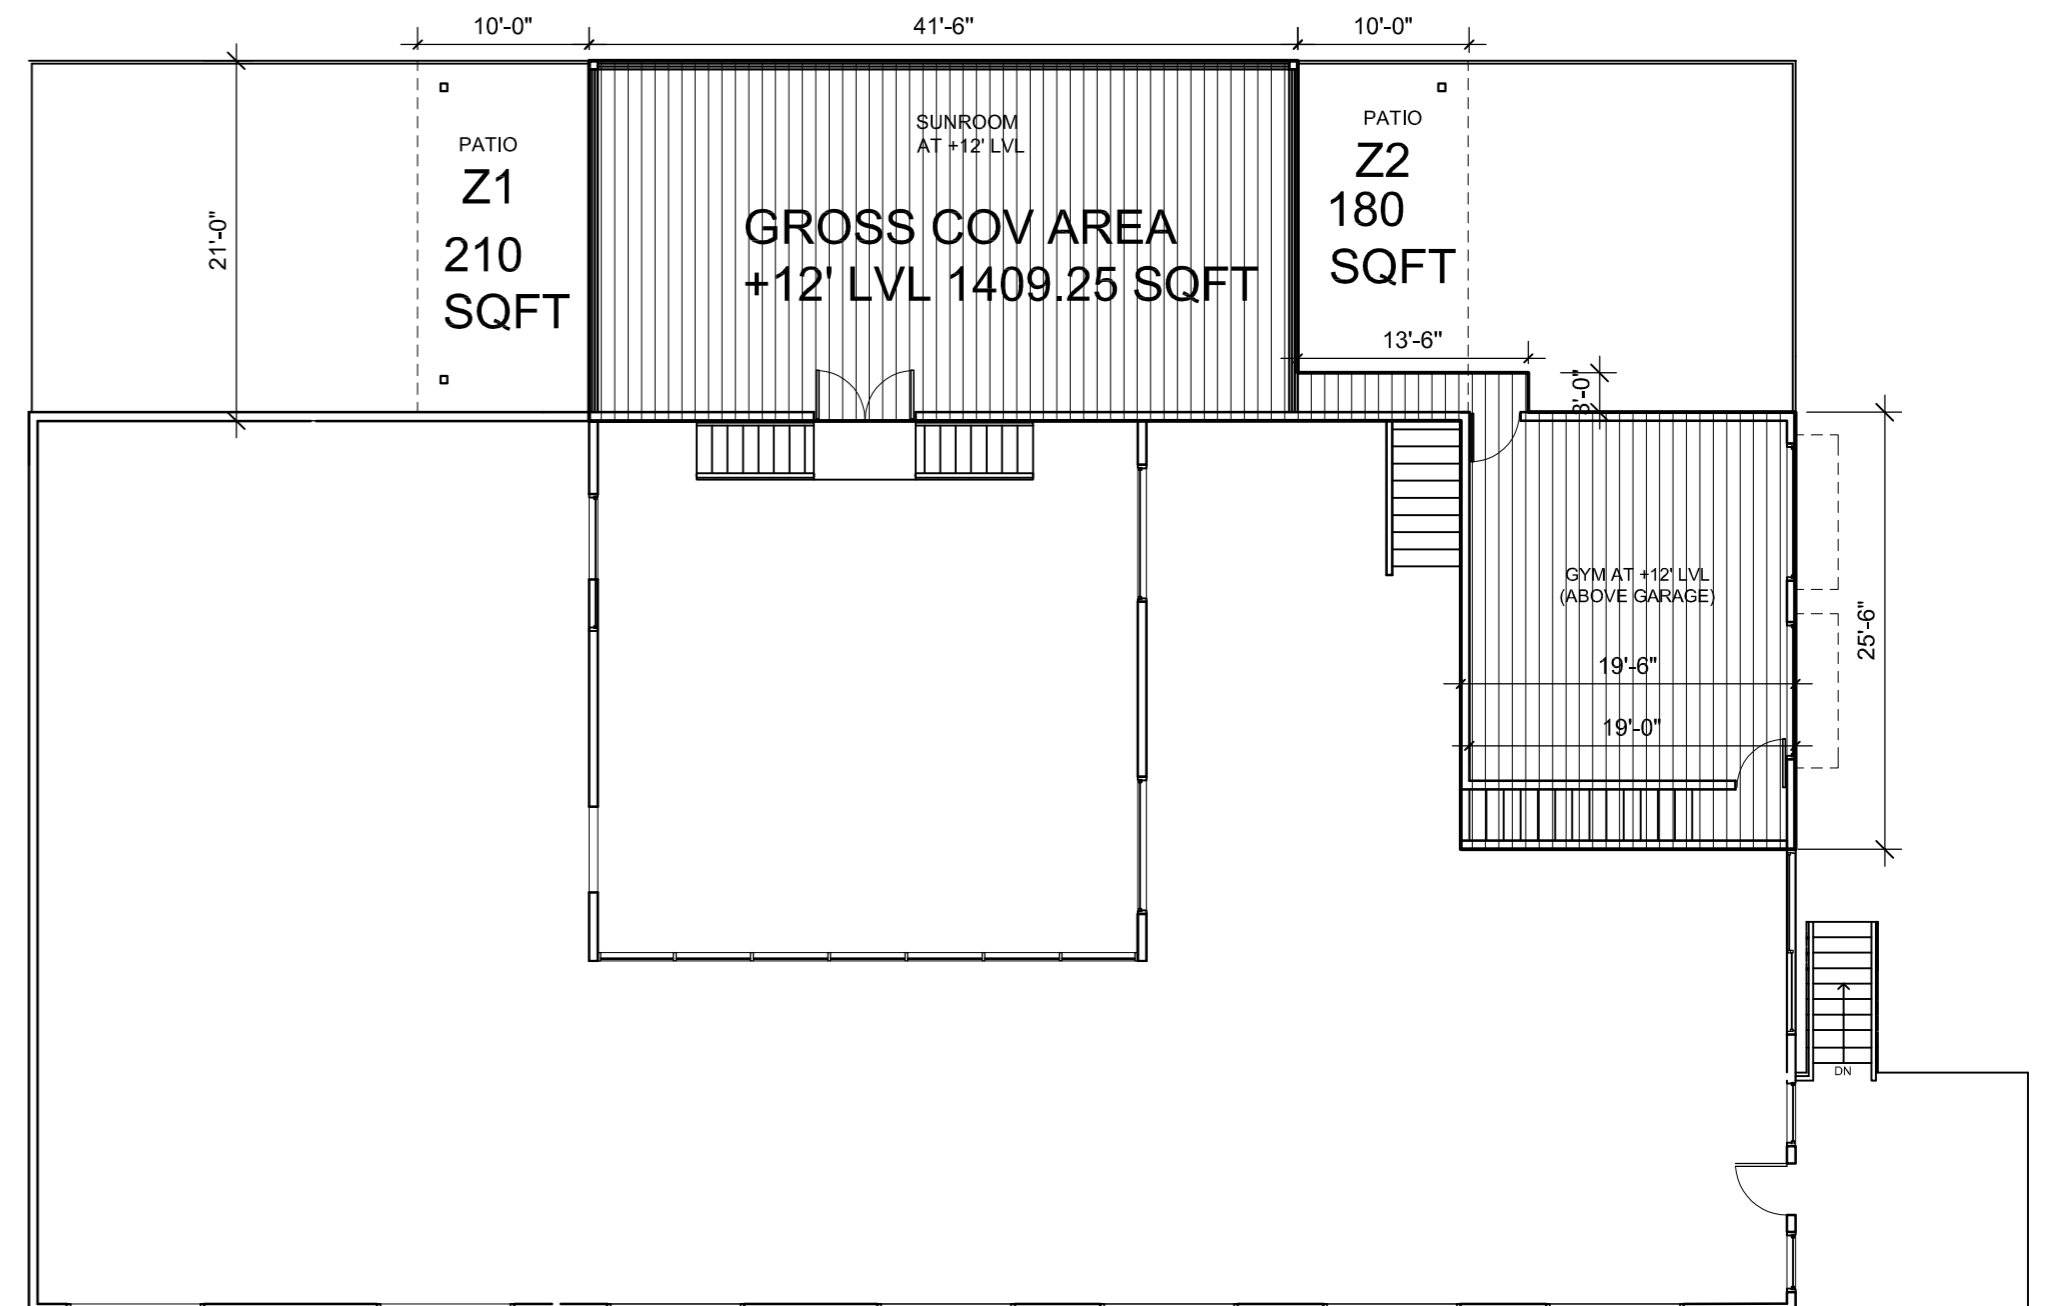 10'-0"
41'-6"
10'-0"
21'-0"
PATIO
Z1
210
SQFT
SUNROOM
AT +12' LVL
GROSS COV AREA
+12' LVL 1409.25 SQFT
PATIO
Z2
180
SQFT
13'-6"
3'-0"
GYM AT +12' LVL
(ABOVE GARAGE)
25'-6"
19'-6"
19'-0"
DN